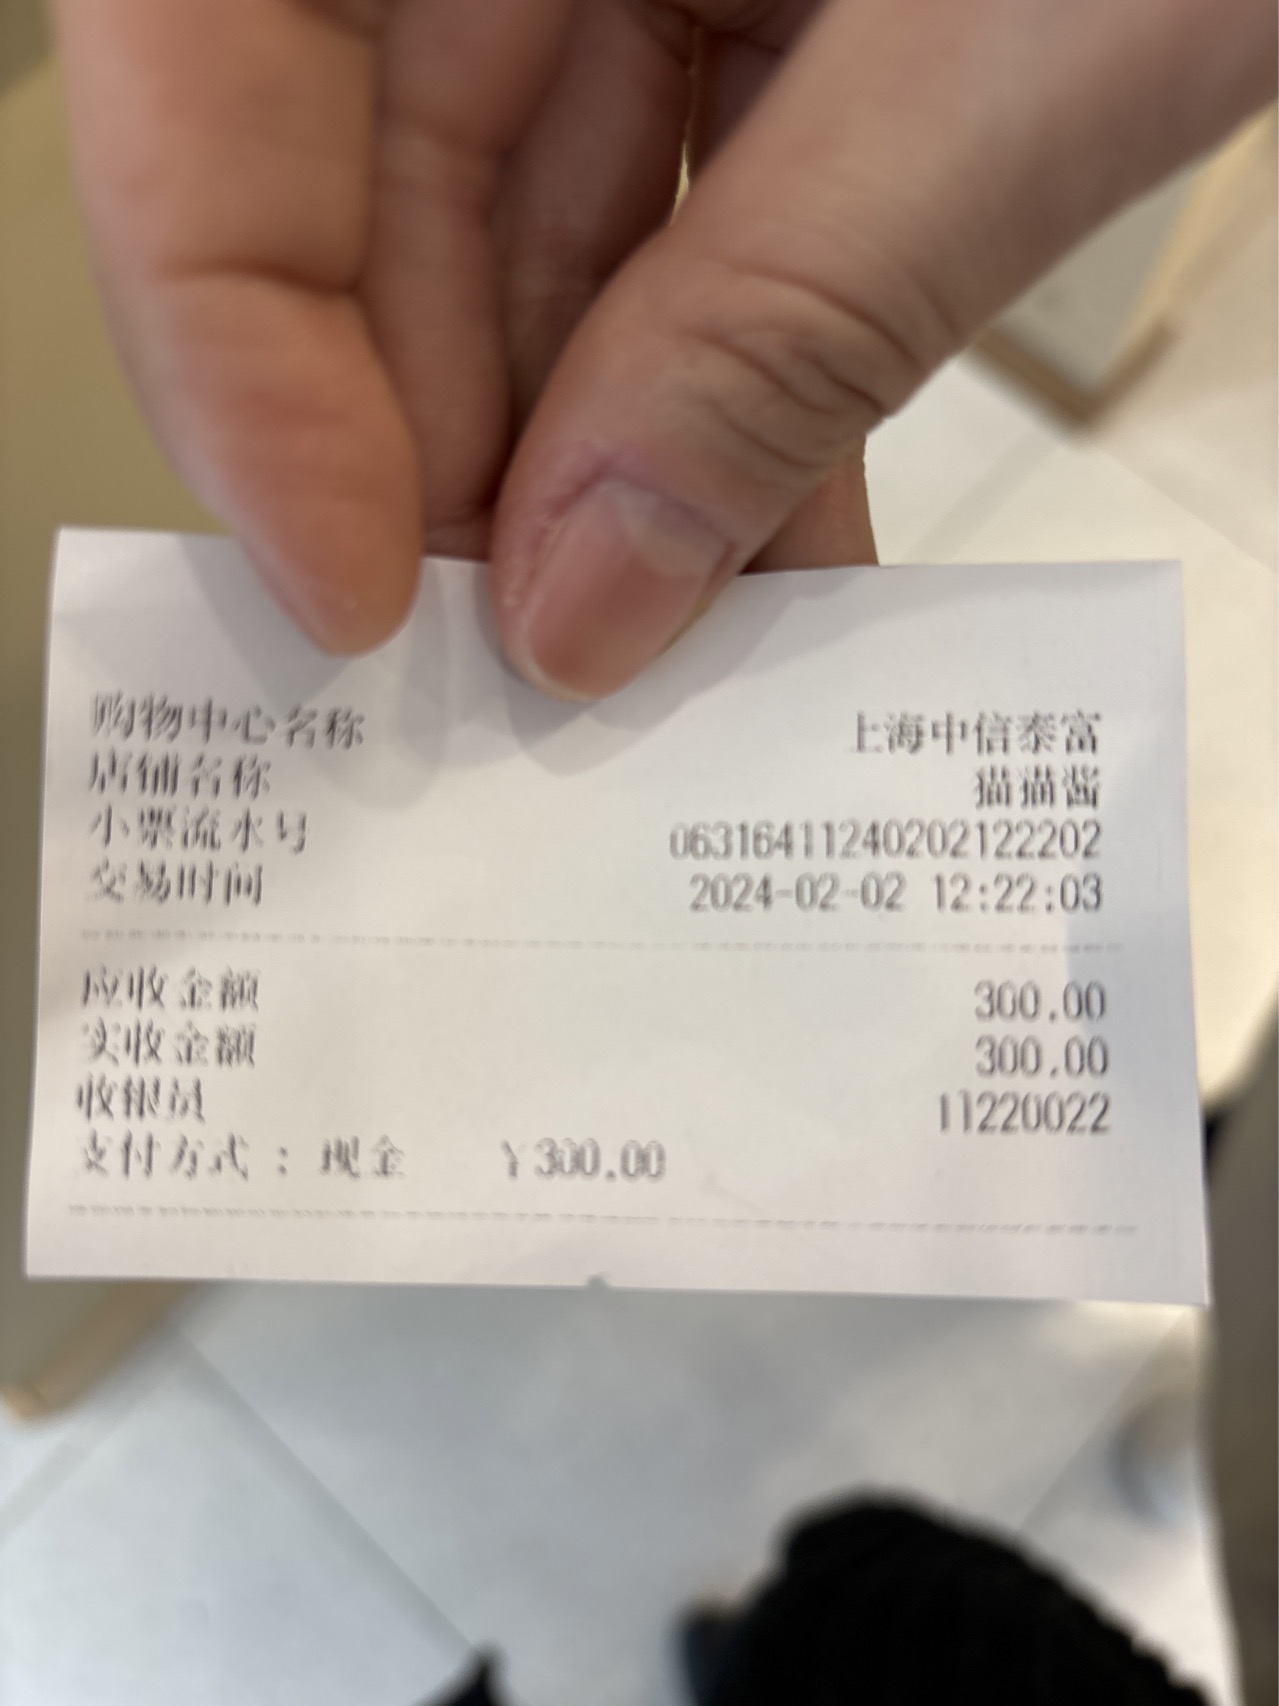 购物中心名称 上海中信泰富
店铺名称 猫猫酱
小票流水号 06316411240202122202
交易时间 2024-02-02 12:22:03
应收金额 300.00
实收金额 300.00
收银员 11220022
支付方式 : 现金 ¥300.00